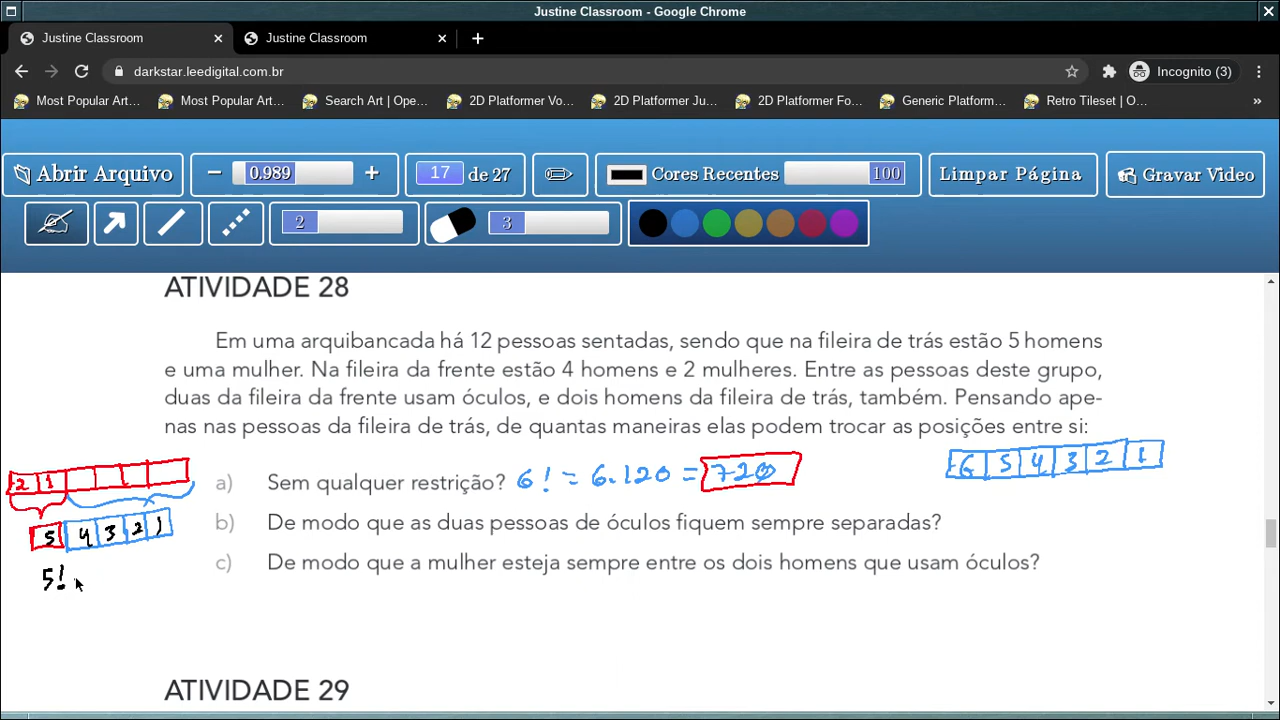 Justine Classroom - Google Chrome
Justine Classroom
Justine Classroom
darkstar.leedigital.com.br
Incognito (3)
Most Popular Art...
Most Popular Art...
Search Art | Ope...
2D Platformer Vo...
2D Platformer Ju...
2D Platformer Fo...
Generic Platform...
Retro Tileset | O...
»
Abrir Arquivo
− 0.989 +
17 de 27
Cores Recentes 100
Limpar Página
Gravar Video
2
3
ATIVIDADE 28
Em uma arquibancada há 12 pessoas sentadas, sendo que na fileira de trás estão 5 homens
e uma mulher. Na fileira da frente estão 4 homens e 2 mulheres. Entre as pessoas deste grupo,
duas da fileira da frente usam óculos, e dois homens da fileira de trás, também. Pensando ape-
nas nas pessoas da fileira de trás, de quantas maneiras elas podem trocar as posições entre si:
6 5 4 3 2 1
2 1
a) Sem qualquer restrição? 6! = 6.120 = 720
5 4 3 2 1
b) De modo que as duas pessoas de óculos fiquem sempre separadas?
c) De modo que a mulher esteja sempre entre os dois homens que usam óculos?
5!
ATIVIDADE 29